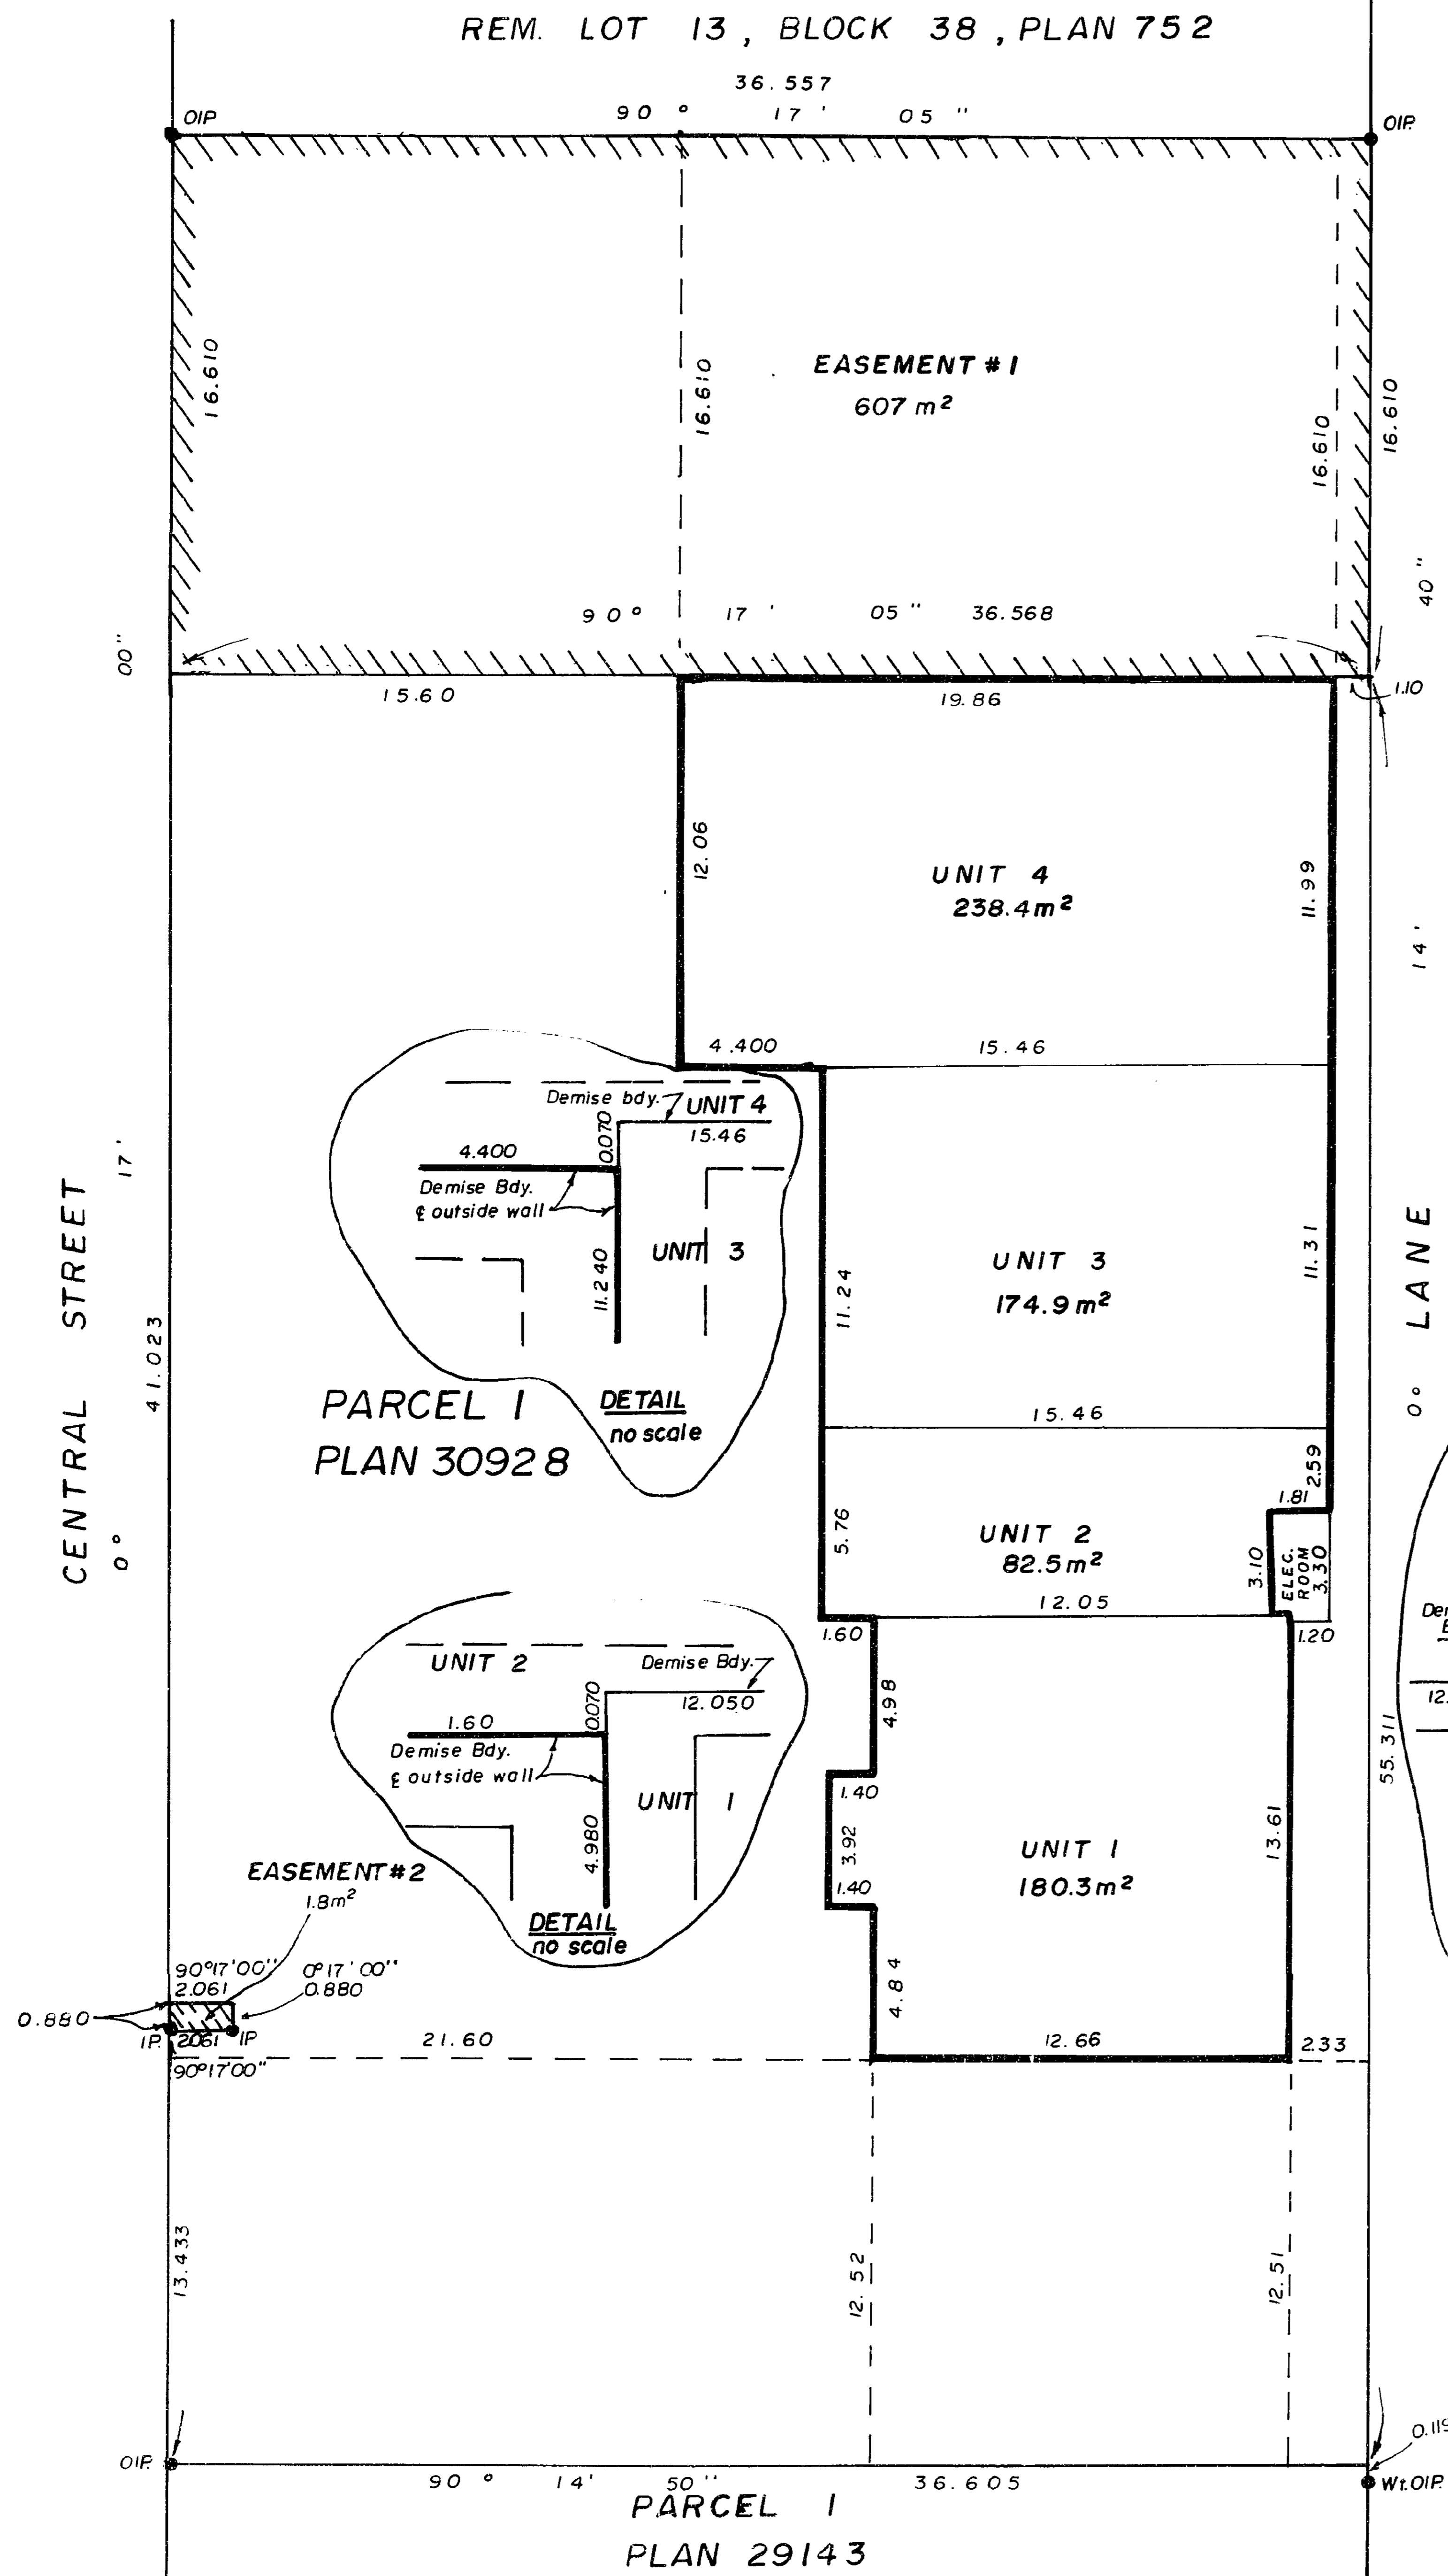 REM. LOT 13, BLOCK 38, PLAN 752
36.557
90° 17' 05"
OIP.
OIP.
16.610
16.610
EASEMENT #1
607 m²
16.610
16.610
90° 17' 05" 36.568
00"
40"
15.60
19.86
1.10
12.06
UNIT 4
238.4m²
11.99
14'
4.400
15.46
Demise bdy.
UNIT 4
0.070
15.46
4.400
Demise Bdy.
℄ outside wall
UNIT 3
11.240
DETAIL
no scale
17'
CENTRAL STREET
41.023
0°
PARCEL 1
PLAN 30928
11.24
UNIT 3
174.9m²
11.31
LANE
0°
15.46
2.59
1.81
5.76
UNIT 2
82.5m²
3.10
ELEC.
ROOM
3.30
12.05
1.60
1.20
UNIT 2
Demise Bdy.
0.070
12.050
1.60
Demise Bdy.
℄ outside wall
UNIT 1
4.980
DETAIL
no scale
4.98
1.40
3.92
1.40
UNIT 1
180.3m²
13.61
55.311
12.
EASEMENT #2
1.8m²
90°17'00" 0°17'00"
2.061 0.880
0.880
IP. 2.061 IP
90°17'00"
21.60
4.84
12.66
2.33
13.433
12.52
12.51
0.119
OIP.
90° 14' 50" 36.605
Wt.OIP.
PARCEL 1
PLAN 29143